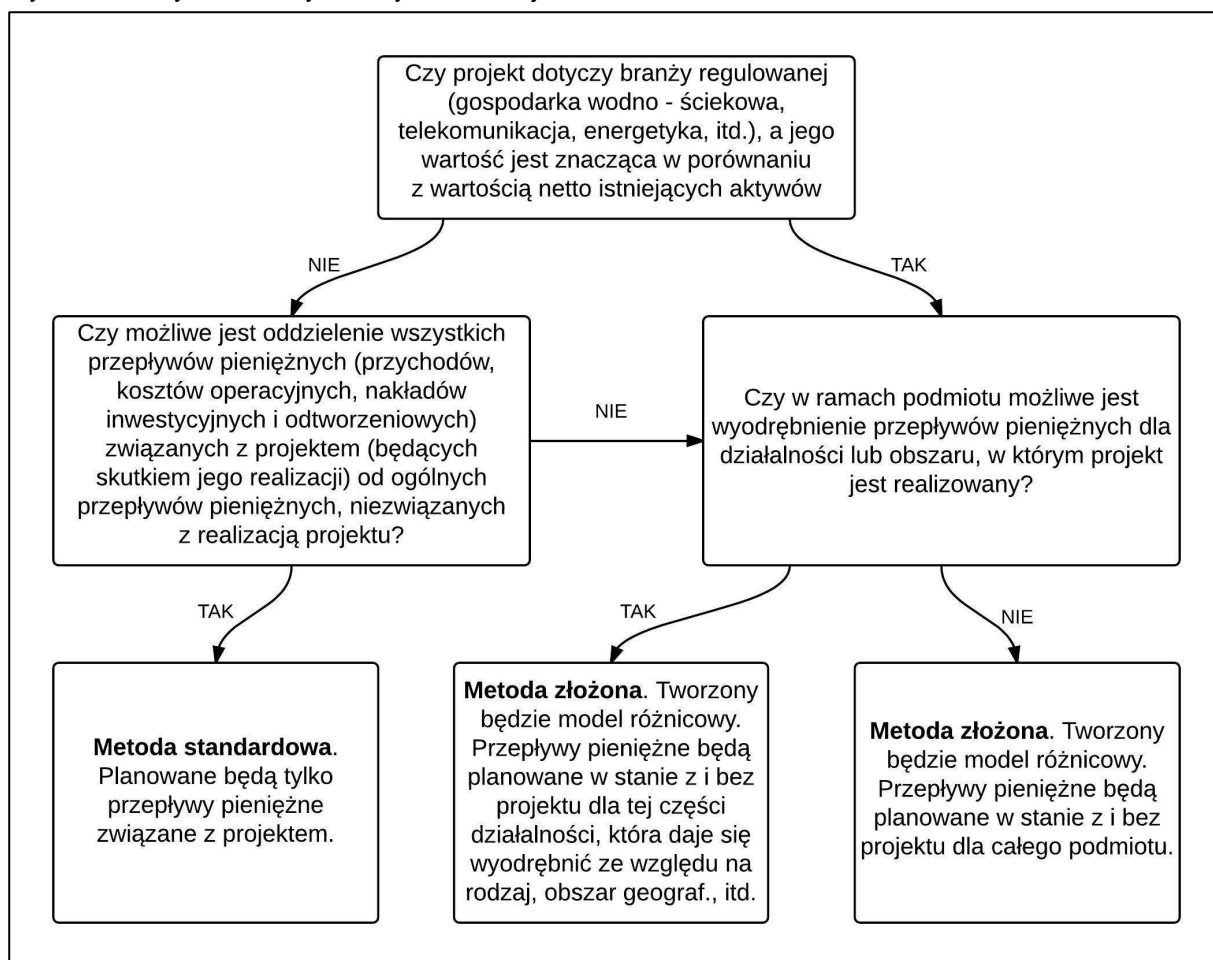 Czy projekt dotyczy branży regulowanej
(gospodarka wodno - ściekowa,
telekomunikacja, energetyka, itd.), a jego
wartość jest znacząca w porównaniu
z wartością netto istniejących aktywów
NIE
TAK
Czy możliwe jest oddzielenie wszystkich
przepływów pieniężnych (przychodów,
kosztów operacyjnych, nakładów
inwestycyjnych i odtworzeniowych)
związanych z projektem (będących
skutkiem jego realizacji) od ogólnych
przepływów pieniężnych, niezwiązanych
z realizacją projektu?
NIE
Czy w ramach podmiotu możliwe jest
wyodrębnienie przepływów pieniężnych dla
działalności lub obszaru, w którym projekt
jest realizowany?
TAK
TAK
NIE
Metoda standardowa.
Planowane będą tylko
przepływy pieniężne
związane z projektem.
Metoda złożona. Tworzony
będzie model różnicowy.
Przepływy pieniężne będą
planowane w stanie z i bez
projektu dla tej części
działalności, która daje się
wyodrębnić ze względu na
rodzaj, obszar geograf., itd.
Metoda złożona. Tworzony
będzie model różnicowy.
Przepływy pieniężne będą
planowane w stanie z i bez
projektu dla całego podmiotu.